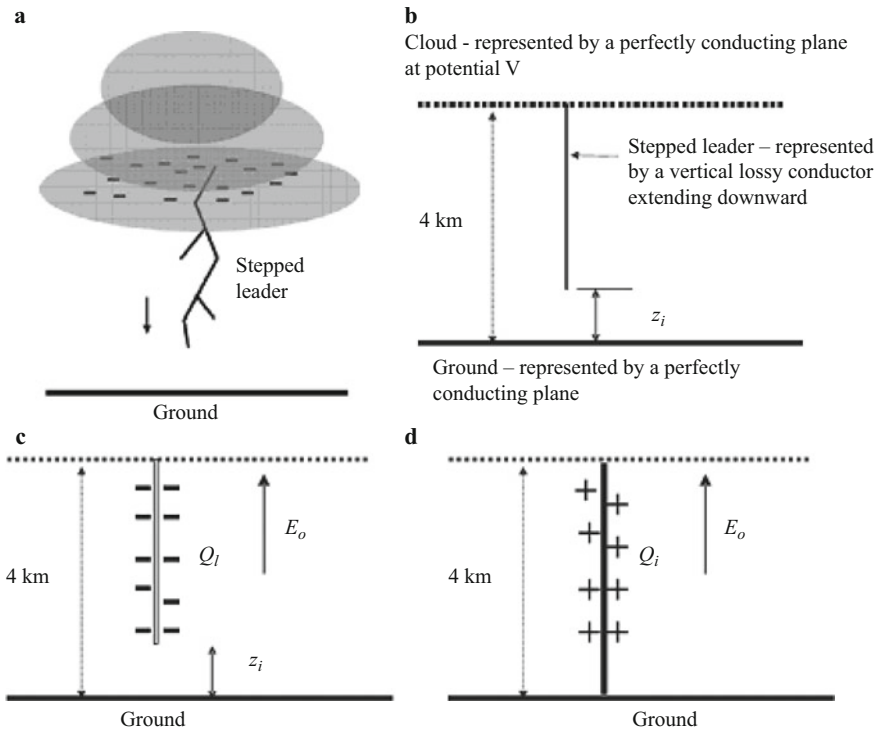 a
Stepped
leader
Ground
b
Cloud - represented by a perfectly conducting plane
at potential V
Stepped leader – represented
by a vertical lossy conductor
extending downward
4 km
z_i
Ground – represented by a perfectly
conducting plane
c
4 km
Q_l
E_o
z_i
Ground
d
4 km
Q_i
E_o
Ground